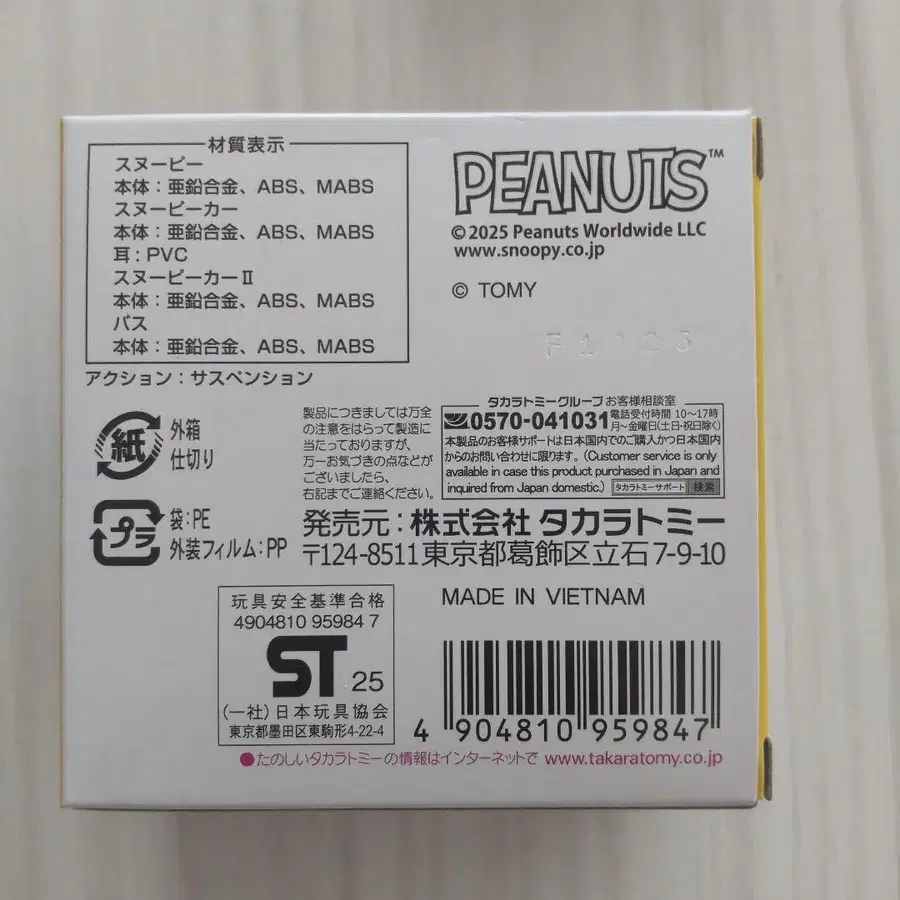 材質表示
スヌーピー
本体：亜鉛合金、ABS、MABS
スヌーピーカー
本体：亜鉛合金、ABS、MABS
耳：PVC
スヌーピーカーⅡ
本体：亜鉛合金、ABS、MABS
バス
本体：亜鉛合金、ABS、MABS
アクション：サスペンション
PEANUTS™
© 2025 Peanuts Worldwide LLC
www.snoopy.co.jp
© TOMY
紙
外箱
仕切り
プラ
袋：PE
外装フィルム：PP
製品につきましては万全
の注意をはらって製造に
当たっておりますが、
万一お気づきの点などが
ございましたら、
右記までご連絡ください。
タカラトミーグループ お客様相談室
0570-041031 電話受付時間 10〜17時
月〜金曜日（土・日・祝日除く）
本製品のお客様サポートは日本国内でのご購入かつ日本国内
からのお問い合わせに限ります。（Customer service is only
available in case this product purchased in Japan and
inquired from Japan domestic.） タカラトミーサポート 検索
発売元：株式会社 タカラトミー
〒124-8511 東京都葛飾区立石7-9-10
MADE IN VIETNAM
玩具安全基準合格
4904810 95984 7
ST 25
（一社）日本玩具協会
東京都墨田区東駒形4-22-4
4 904810 959847
●たのしいタカラトミーの情報はインターネットで www.takaratomy.co.jp